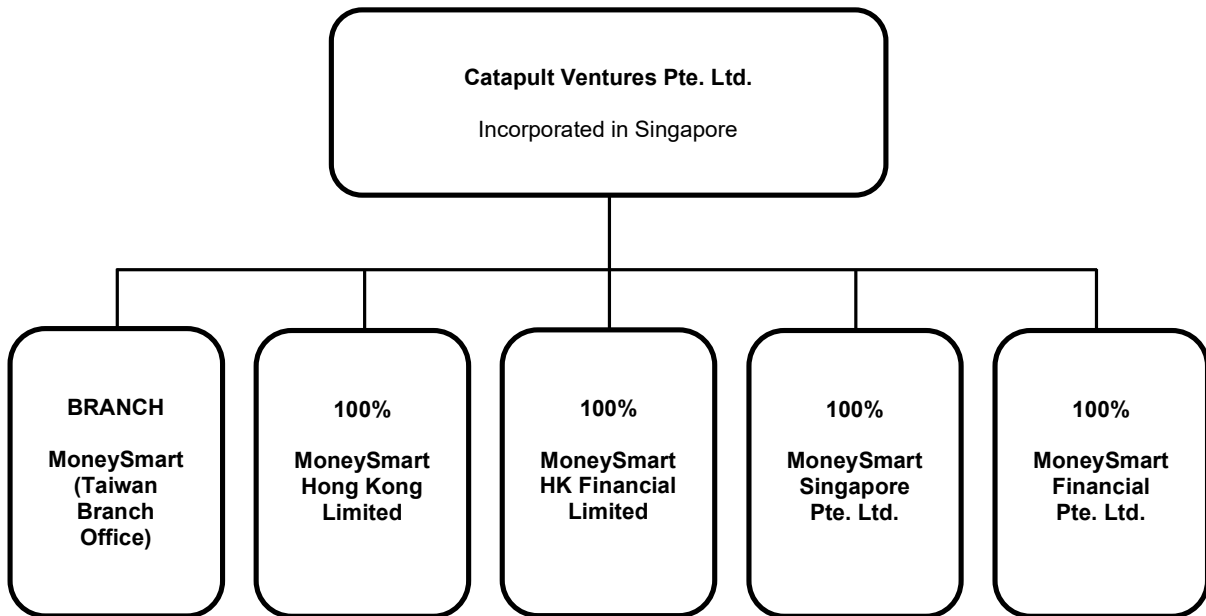 Catapult Ventures Pte. Ltd.
Incorporated in Singapore
BRANCH
MoneySmart
(Taiwan
Branch
Office)
100%
MoneySmart
Hong Kong
Limited
100%
MoneySmart
HK Financial
Limited
100%
MoneySmart
Singapore
Pte. Ltd.
100%
MoneySmart
Financial
Pte. Ltd.